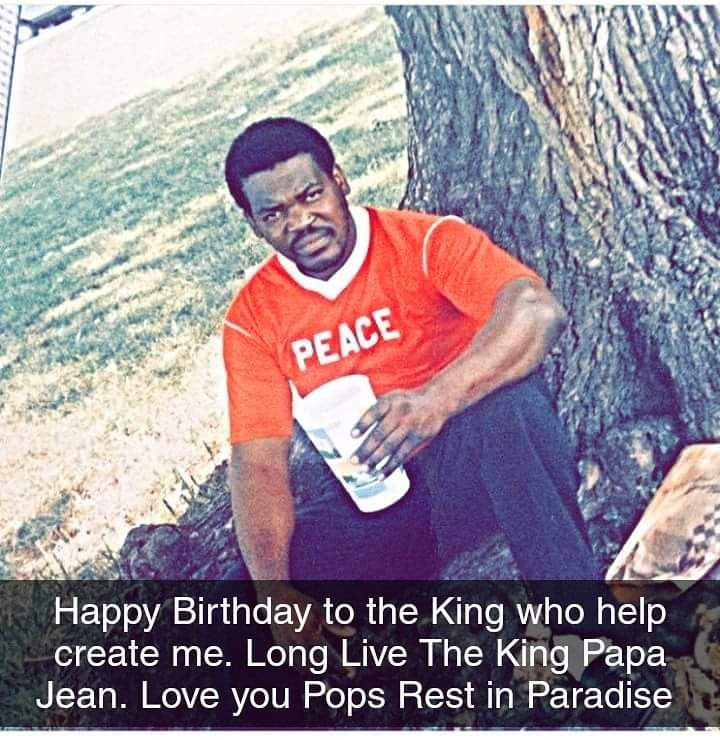 PEACE
Happy Birthday to the King who help
create me. Long Live The King Papa
Jean. Love you Pops Rest in Paradise